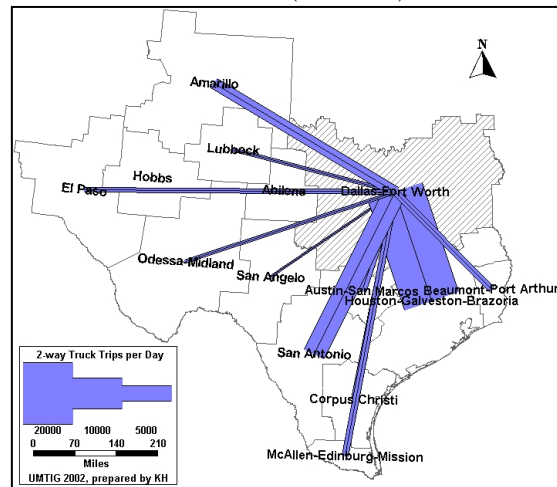 N
Amarillo
Lubbock
Hobbs
El Paso
Abilene
Dallas-Fort Worth
Odessa-Midland
San Angelo
Austin-San Marcos
Beaumont-Port Arthur
Houston-Galveston-Brazoria
San Antonio
Corpus Christi
McAllen-Edinburg-Mission
2-way Truck Trips per Day
20000 10000 5000
0 70 140 210
Miles
UMTIG 2002, prepared by KH